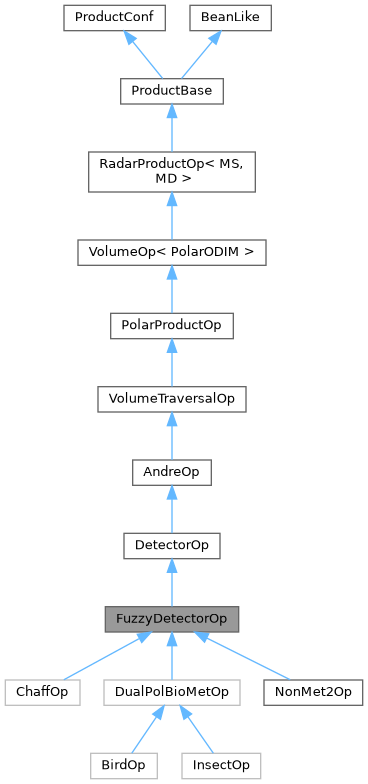 ProductConf
BeanLike
ProductBase
RadarProductOp< MS,
MD >
VolumeOp< PolarODIM >
PolarProductOp
VolumeTraversalOp
AndreOp
DetectorOp
FuzzyDetectorOp
ChaffOp
DualPolBioMetOp
NonMet2Op
BirdOp
InsectOp